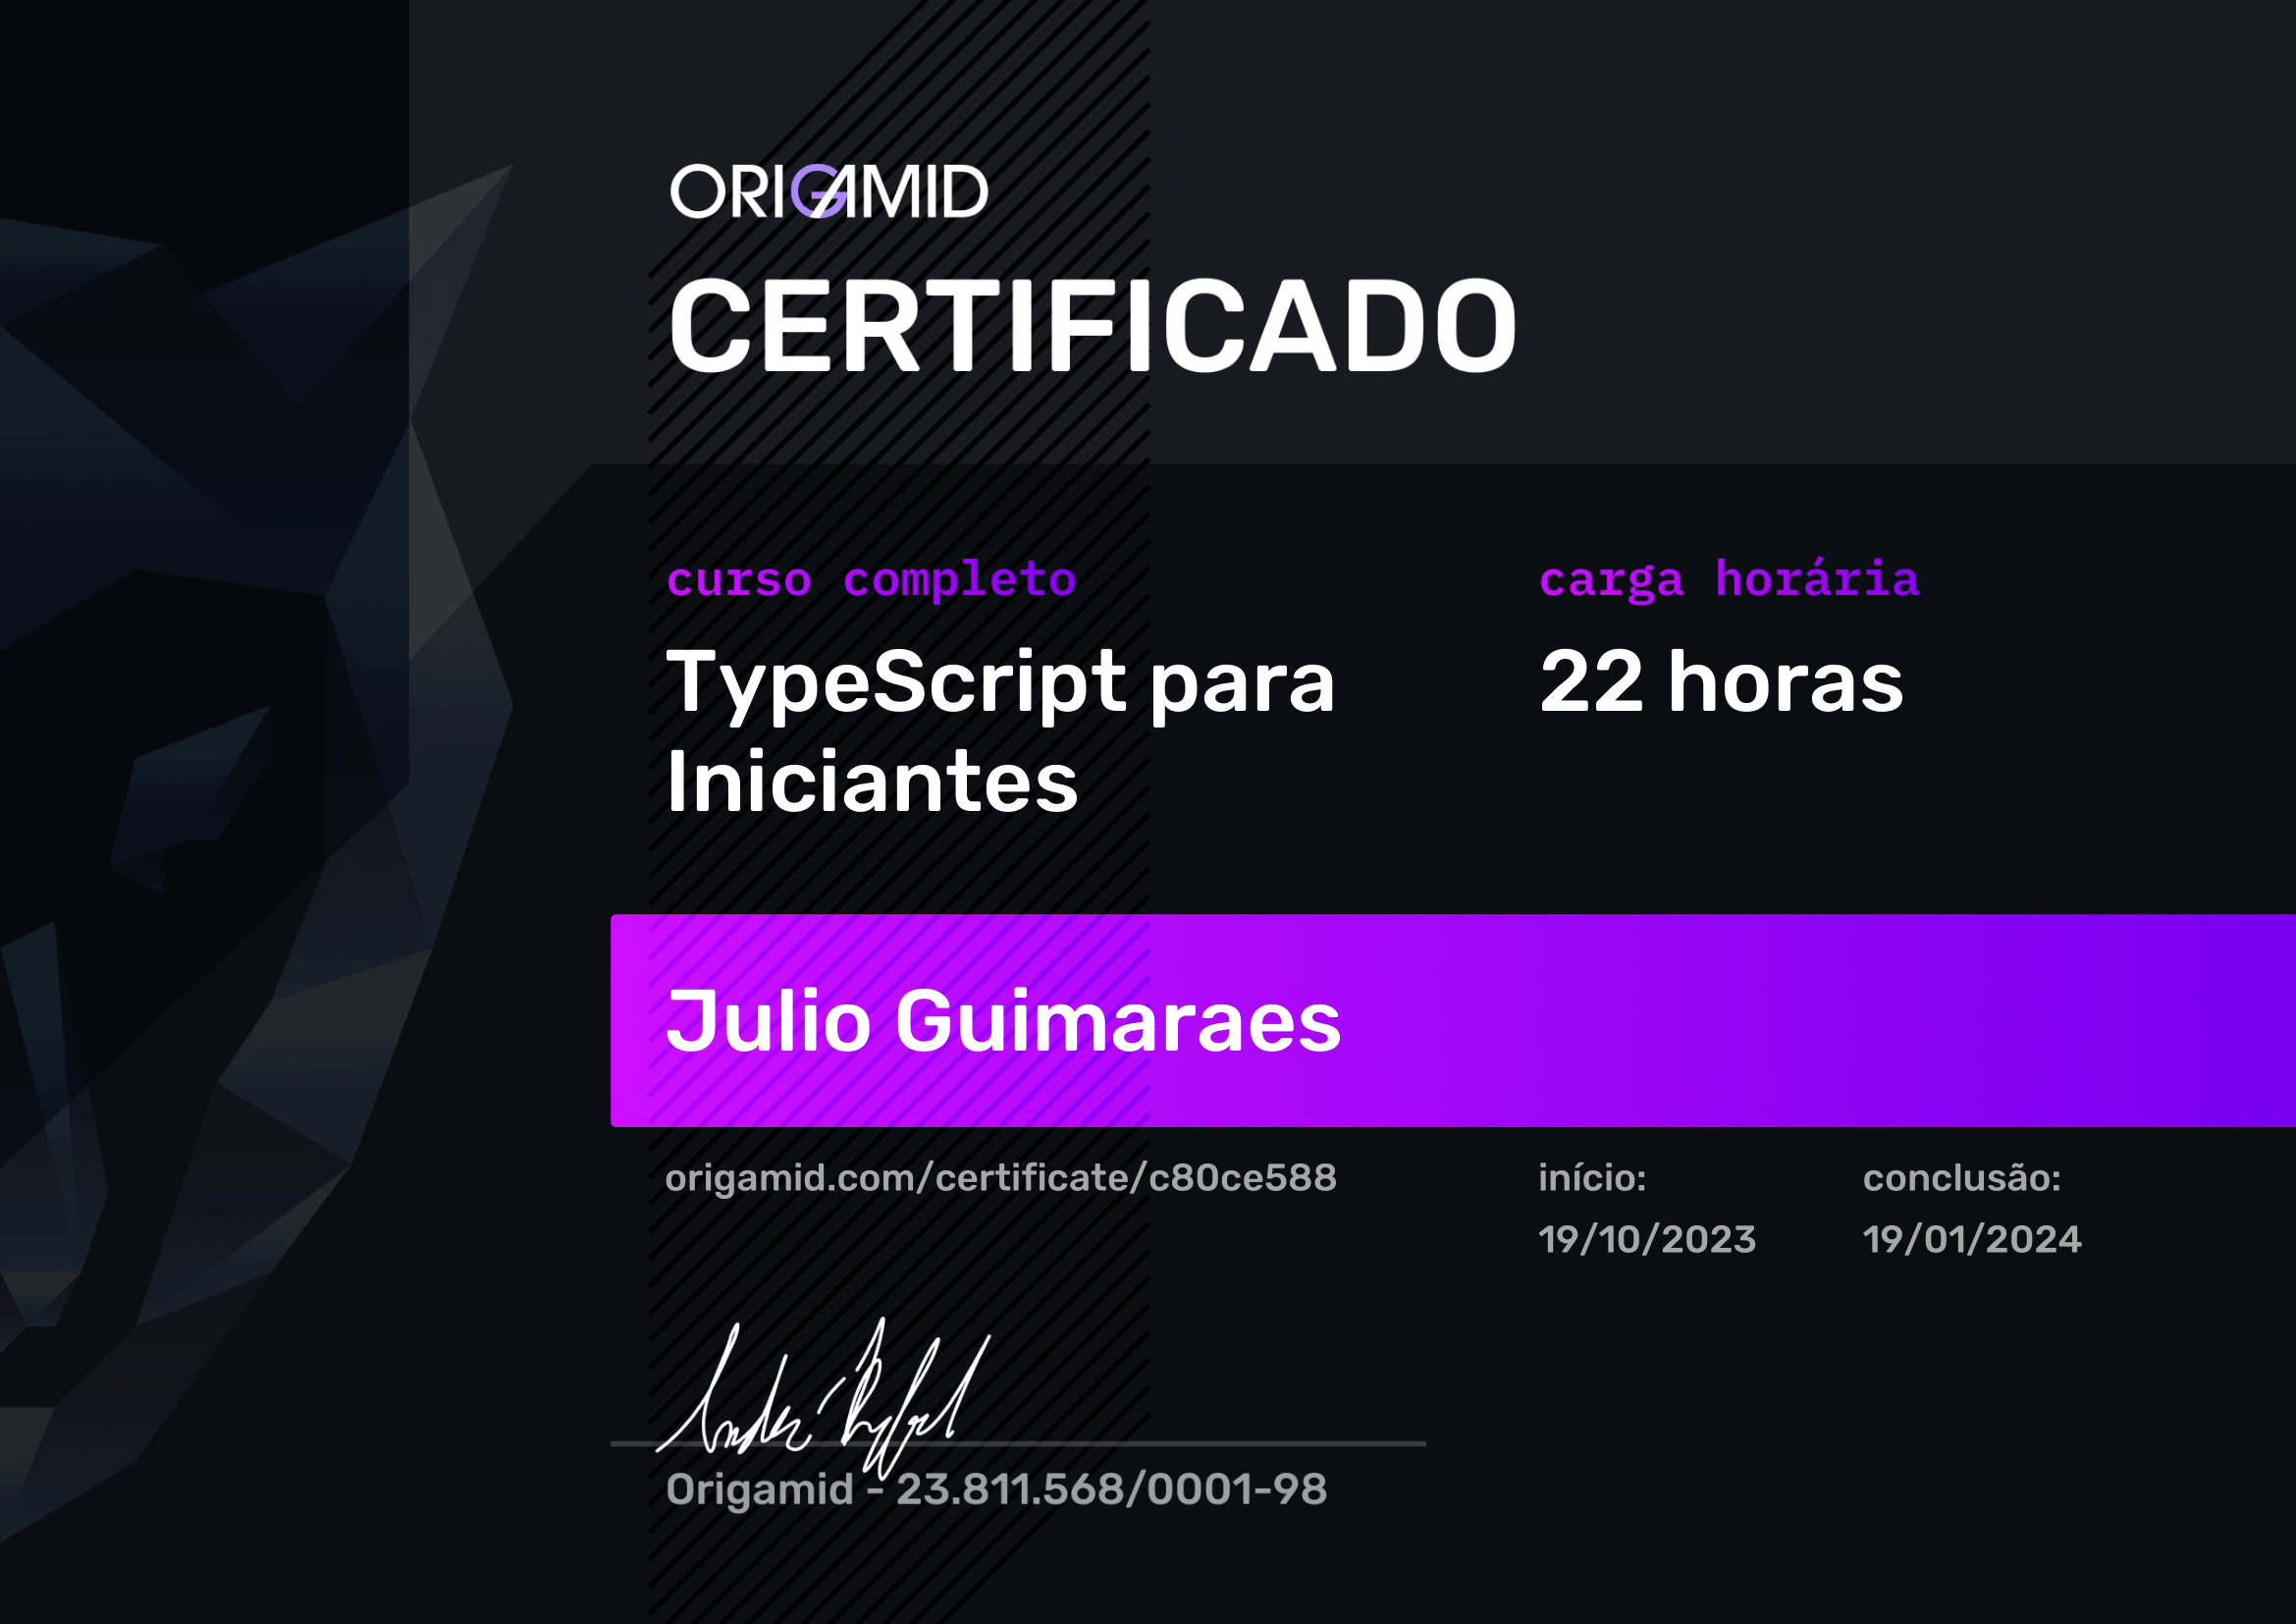 ORIGAMID
CERTIFICADO
curso completo
TypeScript para
Iniciantes
carga horária
22 horas
Julio Guimaraes
origamid.com/certificate/c80ce588
início:
19/10/2023
conclusão:
19/01/2024
Origamid - 23.811.568/0001-98